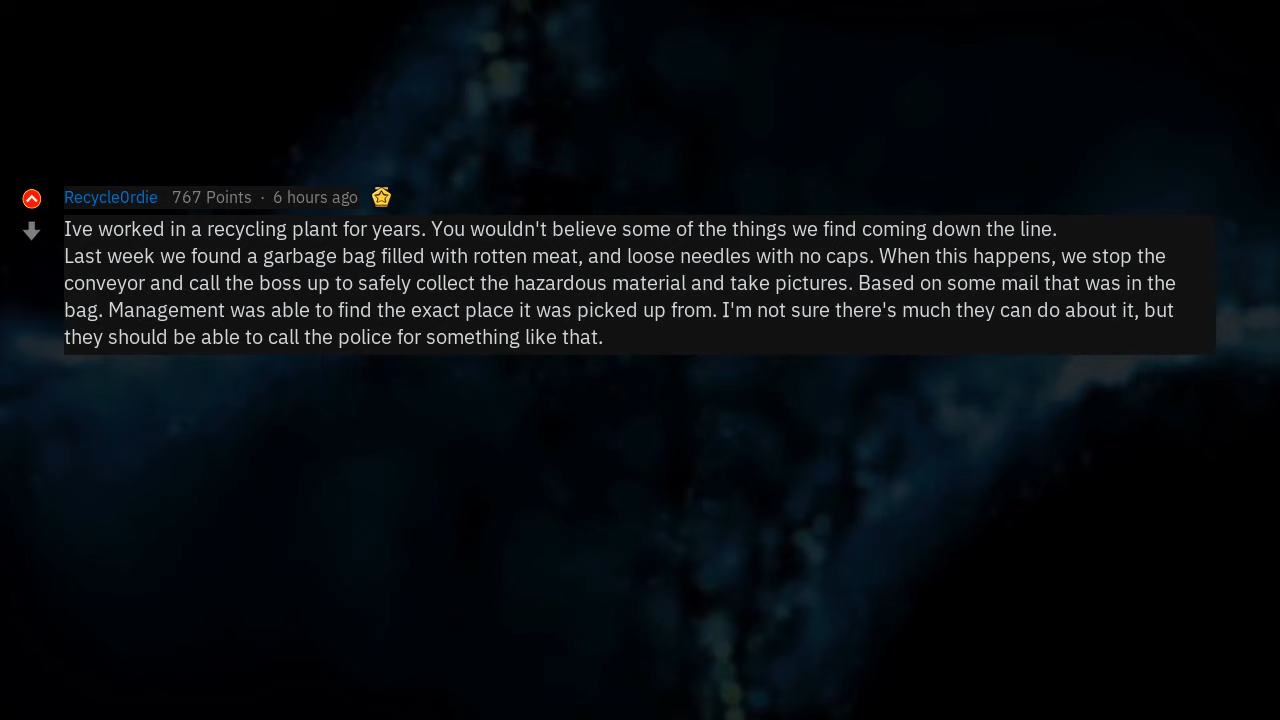 Recycle0rdie 767 Points · 6 hours ago
Ive worked in a recycling plant for years. You wouldn't believe some of the things we find coming down the line.
Last week we found a garbage bag filled with rotten meat, and loose needles with no caps. When this happens, we stop the
conveyor and call the boss up to safely collect the hazardous material and take pictures. Based on some mail that was in the
bag. Management was able to find the exact place it was picked up from. I'm not sure there's much they can do about it, but
they should be able to call the police for something like that.